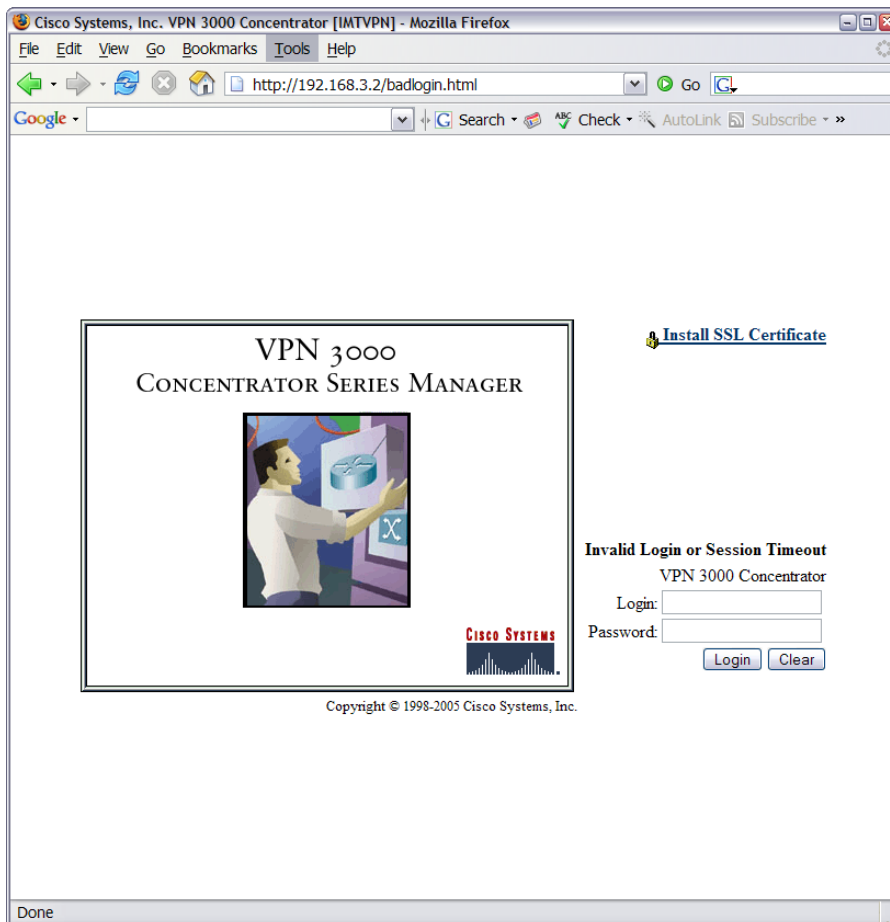 Cisco Systems, Inc. VPN 3000 Concentrator [IMTVPN] - Mozilla Firefox
File Edit View Go Bookmarks Tools Help
http://192.168.3.2/badlogin.html Go G
Google Search Check AutoLink Subscribe »
ABC
VPN 3000
Concentrator Series Manager
Cisco Systems
Copyright © 1998-2005 Cisco Systems, Inc.
Install SSL Certificate
Invalid Login or Session Timeout
VPN 3000 Concentrator
Login:
Password:
Login Clear
Done